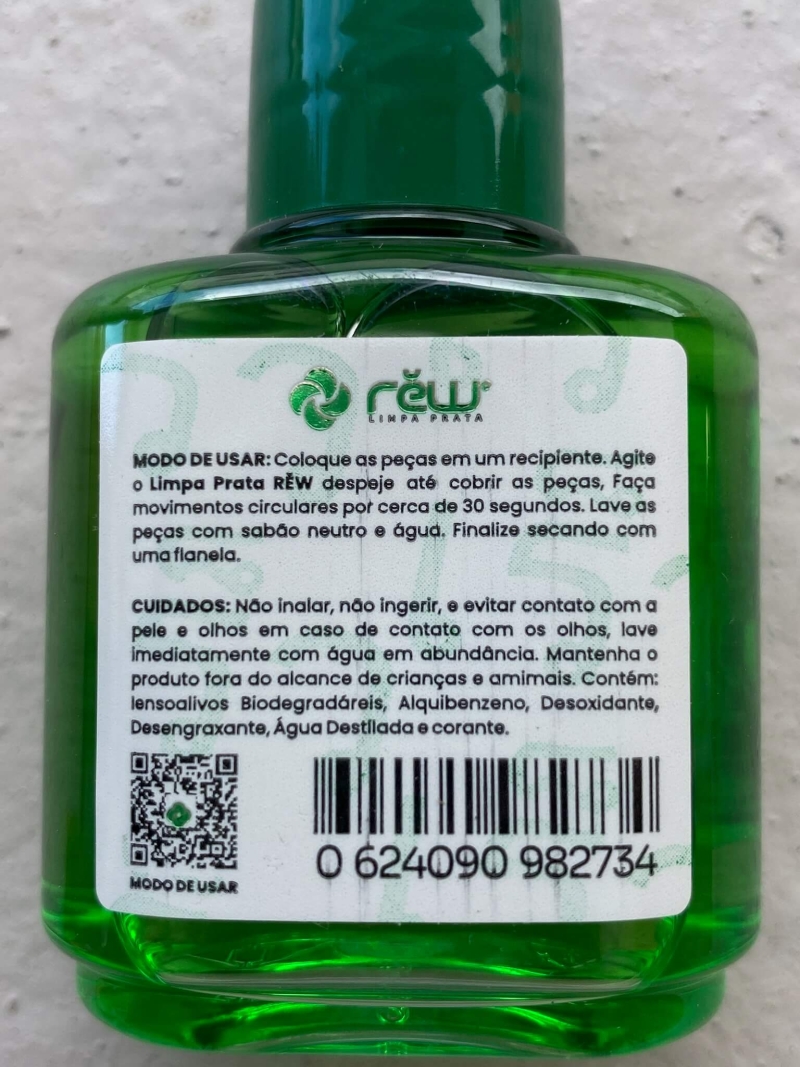 rĕw
LIMPA PRATA
MODO DE USAR: Coloque as peças em um recipiente. Agite
o Limpa Prata RĔW despeje até cobrir as peças, Faça
movimentos circulares por cerca de 30 segundos. Lave as
peças com sabão neutro e água. Finalize secando com
uma flanela.
CUIDADOS: Não inalar, não ingerir, e evitar contato com a
pele e olhos em caso de contato com os olhos, lave
imediatamente com água em abundância. Mantenha o
produto fora do alcance de crianças e amimais. Contém:
lensoalivos Biodegradáreis, Alquibenzeno, Desoxidante,
Desengraxante, Água Destilada e corante.
MODO DE USAR
0 624090 982734